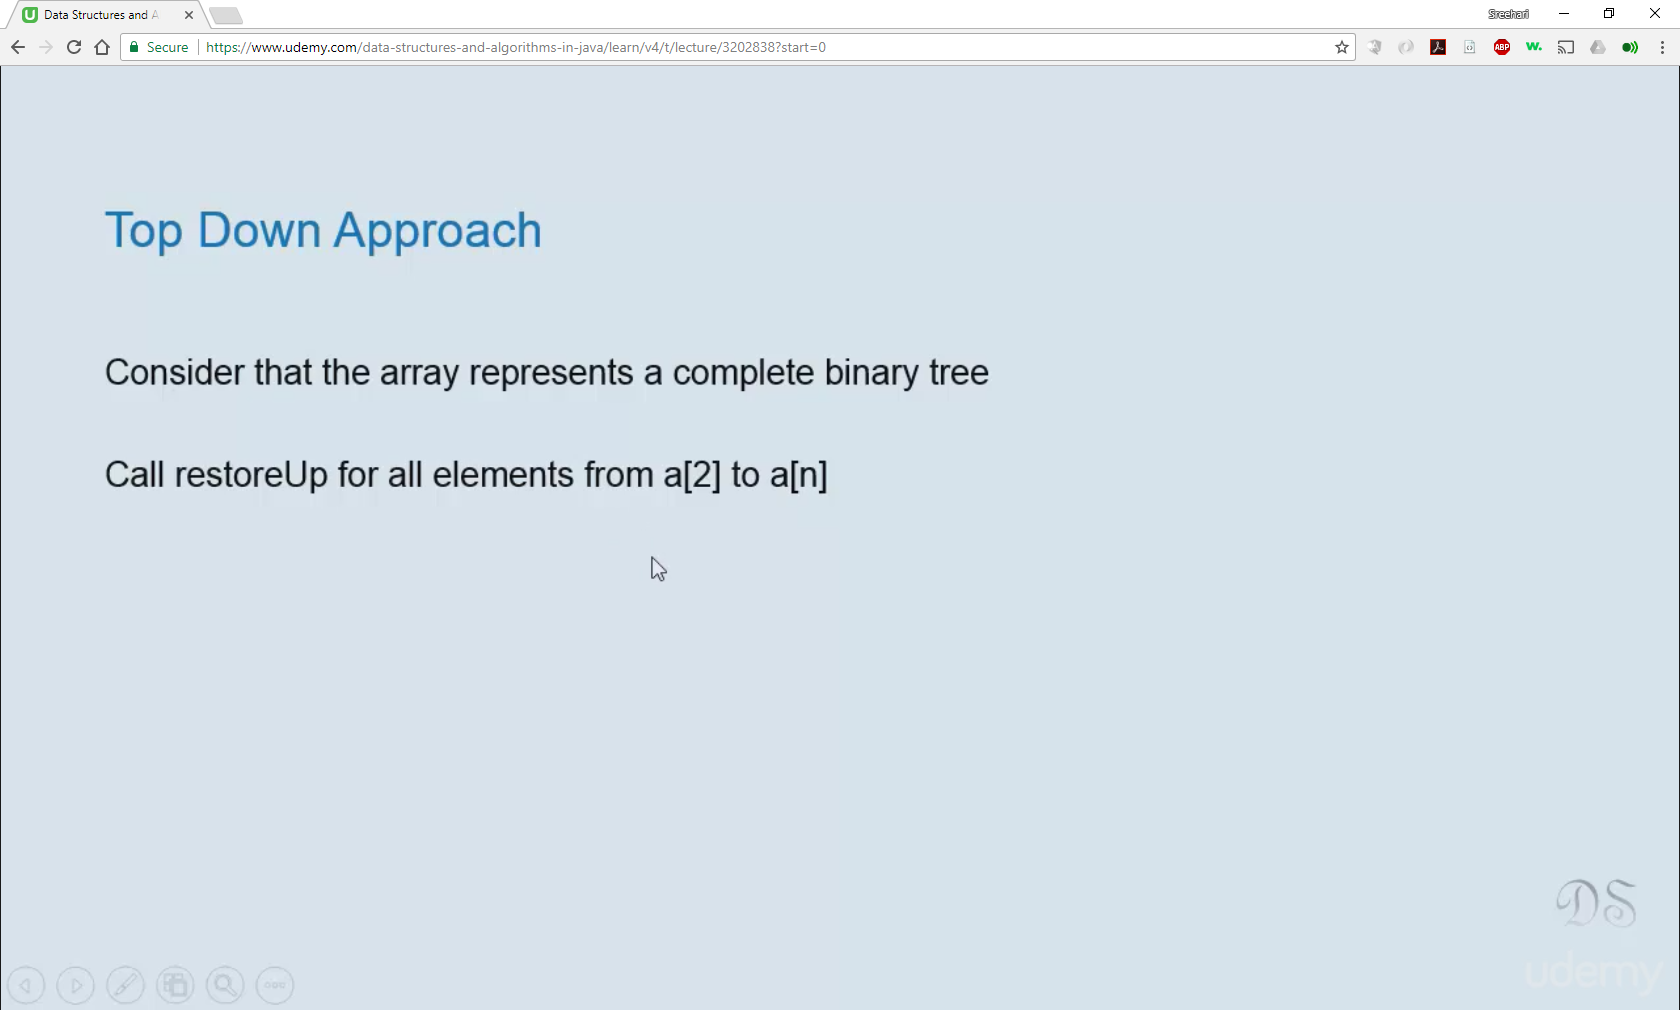 Data Structures and A
Sreehari
Secure
https://www.udemy.com/data-structures-and-algorithms-in-java/learn/v4/t/lecture/3202838?start=0
ABP
w.
Top Down Approach
Consider that the array represents a complete binary tree
Call restoreUp for all elements from a[2] to a[n]
DS
udemy